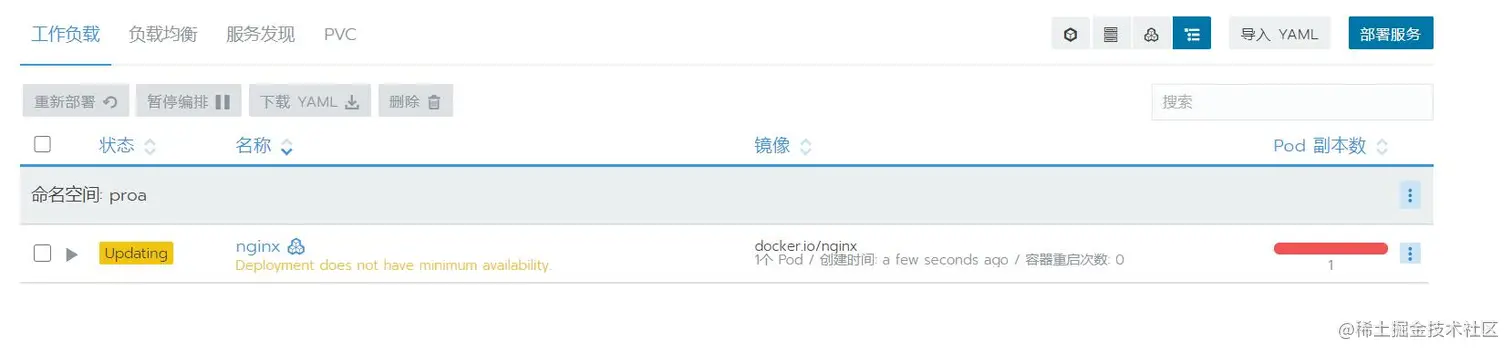 工作负载 负载均衡 服务发现 PVC 导入 YAML 部署服务
重新部署 暂停编排 下载 YAML 删除 搜索
状态 名称 镜像 Pod 副本数
命名空间: proa
Updating nginx docker.io/nginx
Deployment does not have minimum availability. 1个 Pod / 创建时间: a few seconds ago / 容器重启次数: 0 1
@稀土掘金技术社区